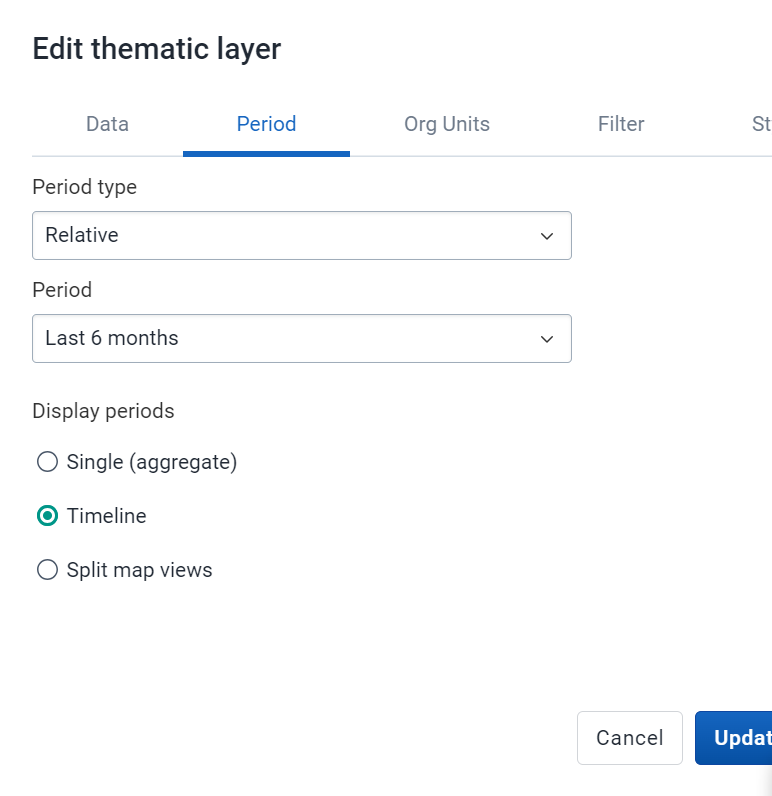 Edit thematic layer
Data Period Org Units Filter St
Period type
Relative
Period
Last 6 months
Display periods
Single (aggregate)
Timeline
Split map views
Cancel Updat